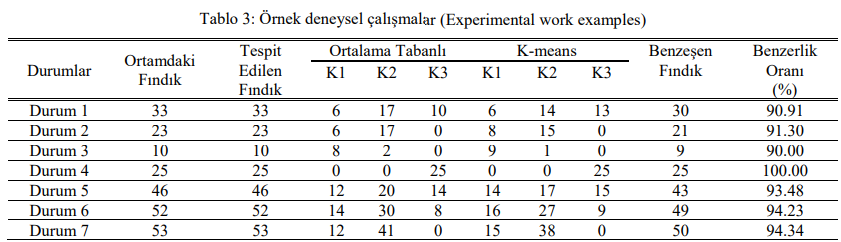 Tablo 3: Örnek deneysel çalışmalar (Experimental work examples)
Durumlar Ortamdaki Fındık Tespit Edilen Fındık Ortalama Tabanlı K-means Benzeşen Fındık Benzerlik Oranı (%)
K1 K2 K3 K1 K2 K3
Durum 1 33 33 6 17 10 6 14 13 30 90.91
Durum 2 23 23 6 17 0 8 15 0 21 91.30
Durum 3 10 10 8 2 0 9 1 0 9 90.00
Durum 4 25 25 0 0 25 0 0 25 25 100.00
Durum 5 46 46 12 20 14 14 17 15 43 93.48
Durum 6 52 52 14 30 8 16 27 9 49 94.23
Durum 7 53 53 12 41 0 15 38 0 50 94.34